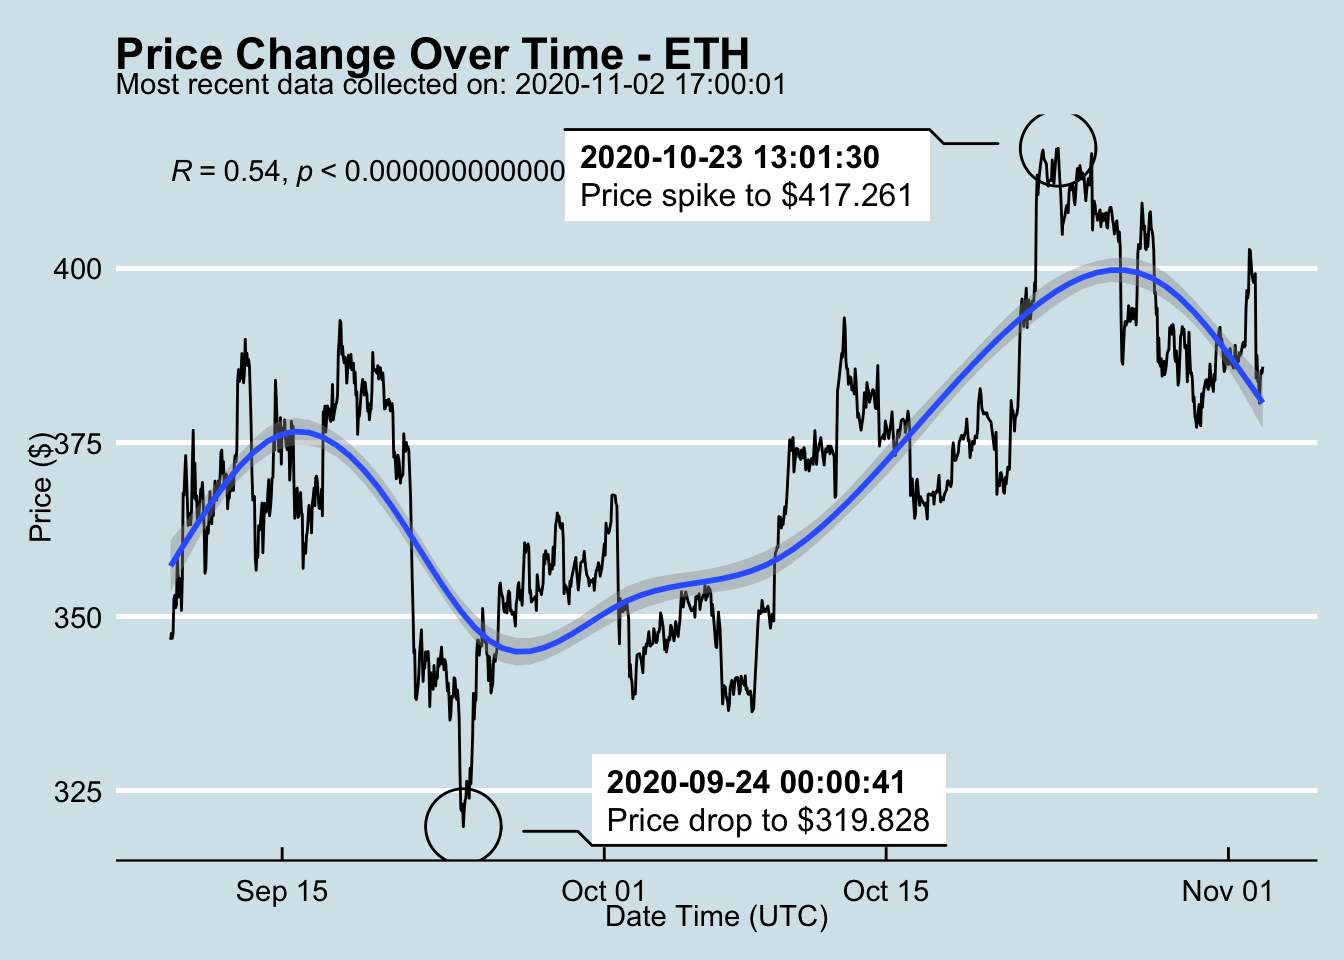 Price Change Over Time - ETH
Most recent data collected on: 2020-11-02 17:00:01
R = 0.54, p < 0.000000000000
2020-10-23 13:01:30
Price spike to $417.261
400
375
350
325
Price ($)
2020-09-24 00:00:41
Price drop to $319.828
Sep 15
Oct 01
Oct 15
Nov 01
Date Time (UTC)